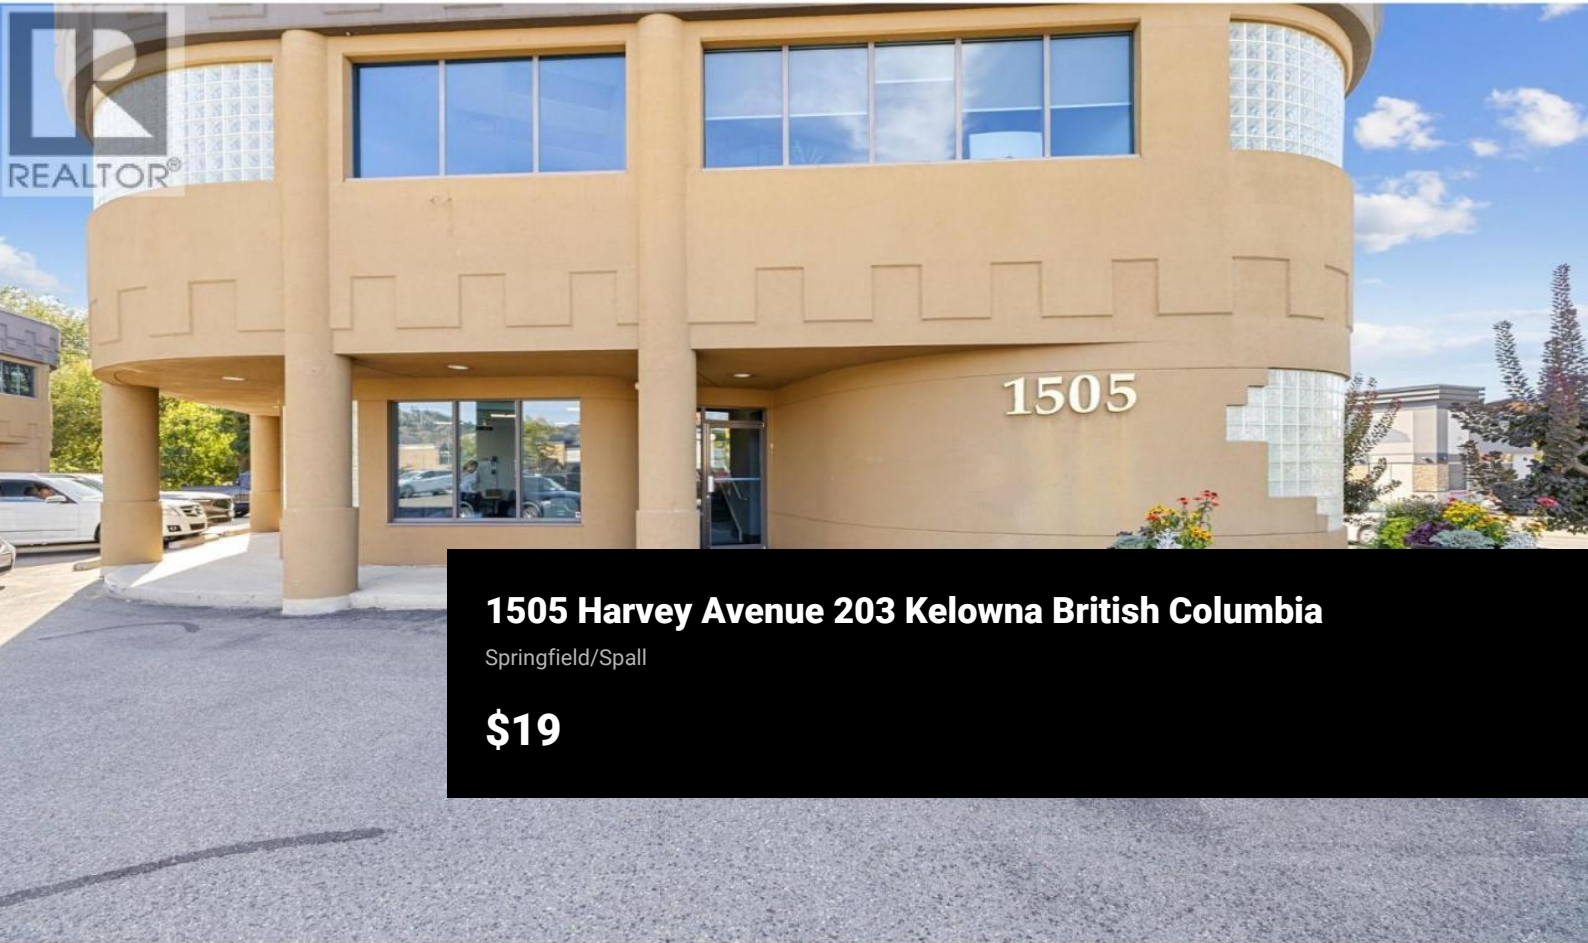 REALTOR®
1505
1505 Harvey Avenue 203 Kelowna British Columbia
Springfield/Spall
$19